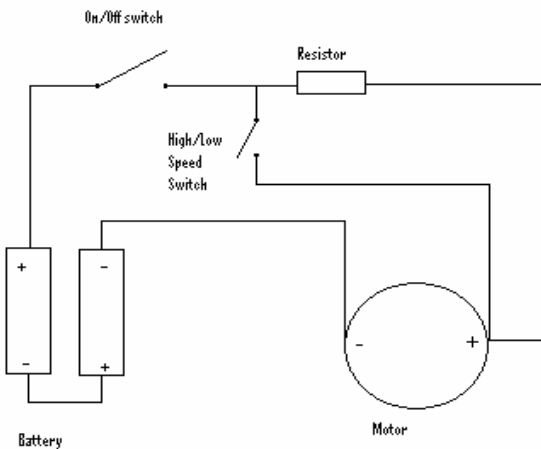 On/Off switch
Resistor
High/Low
Speed
Switch
+
-
-
+
-
+
Battery
Motor